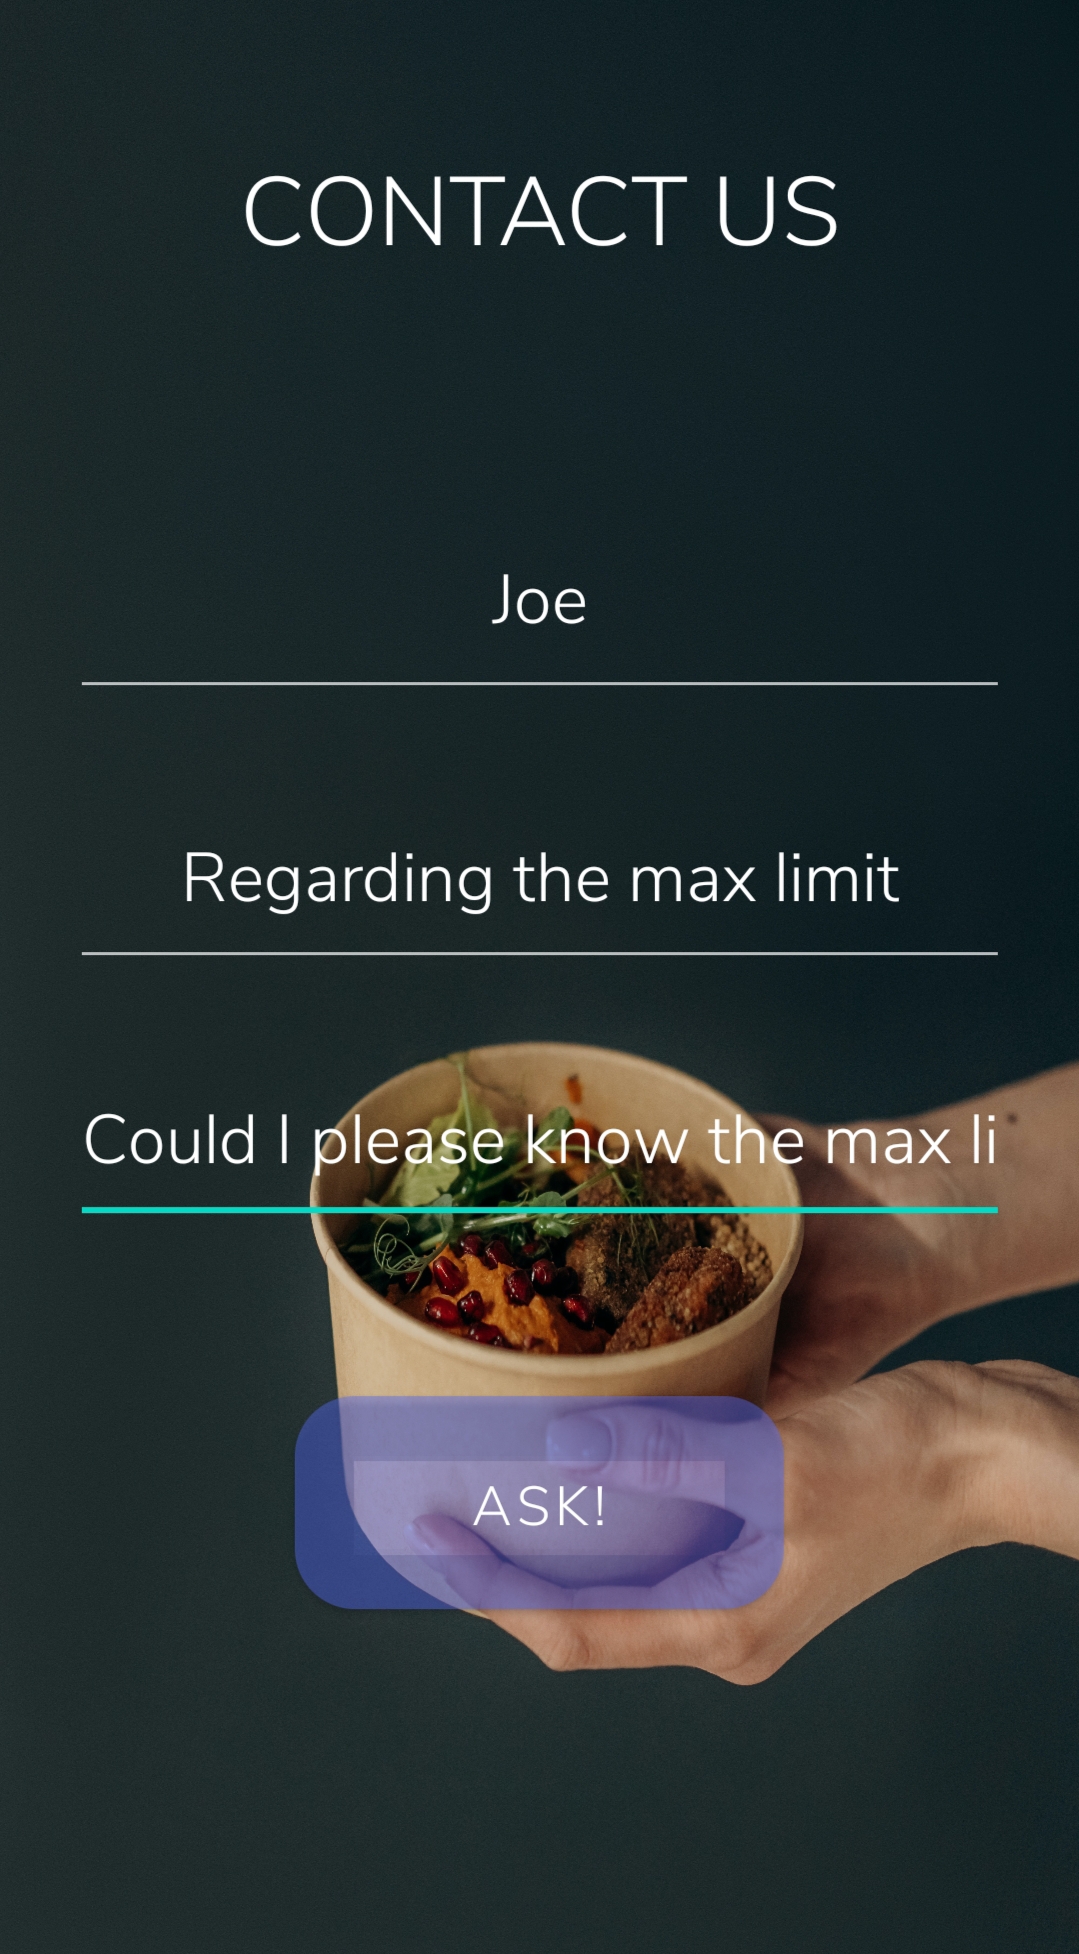 CONTACT US
Joe
Regarding the max limit
Could I please know the max li
ASK!